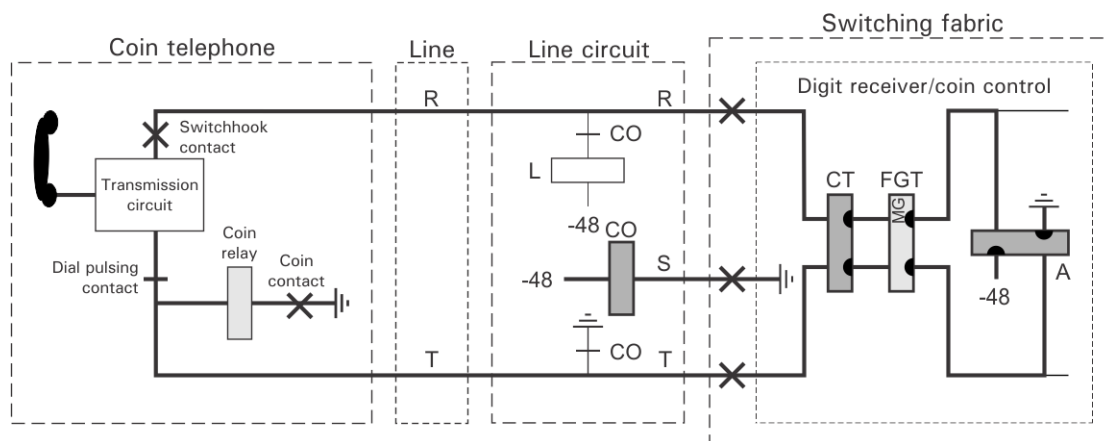 Switching fabric
Coin telephone
Line
Line circuit
Digit receiver/coin control
R
R
Switchhook
contact
CO
Transmission
circuit
L
CT
FGT
MG
-48
CO
Coin
relay
Coin
contact
Dial pulsing
contact
-48
S
-48
A
CO
T
T